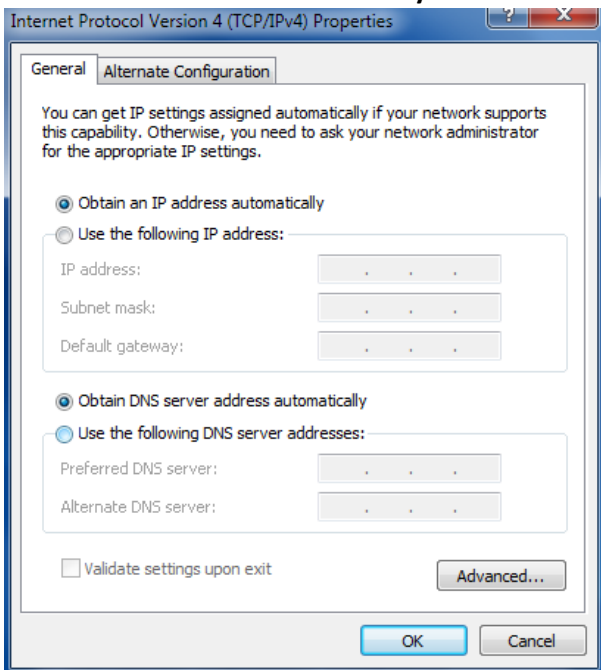 Internet Protocol Version 4 (TCP/IPv4) Properties
General
Alternate Configuration
You can get IP settings assigned automatically if your network supports
this capability. Otherwise, you need to ask your network administrator
for the appropriate IP settings.
Obtain an IP address automatically
Use the following IP address:
IP address:
Subnet mask:
Default gateway:
Obtain DNS server address automatically
Use the following DNS server addresses:
Preferred DNS server:
Alternate DNS server:
Validate settings upon exit
Advanced...
OK
Cancel